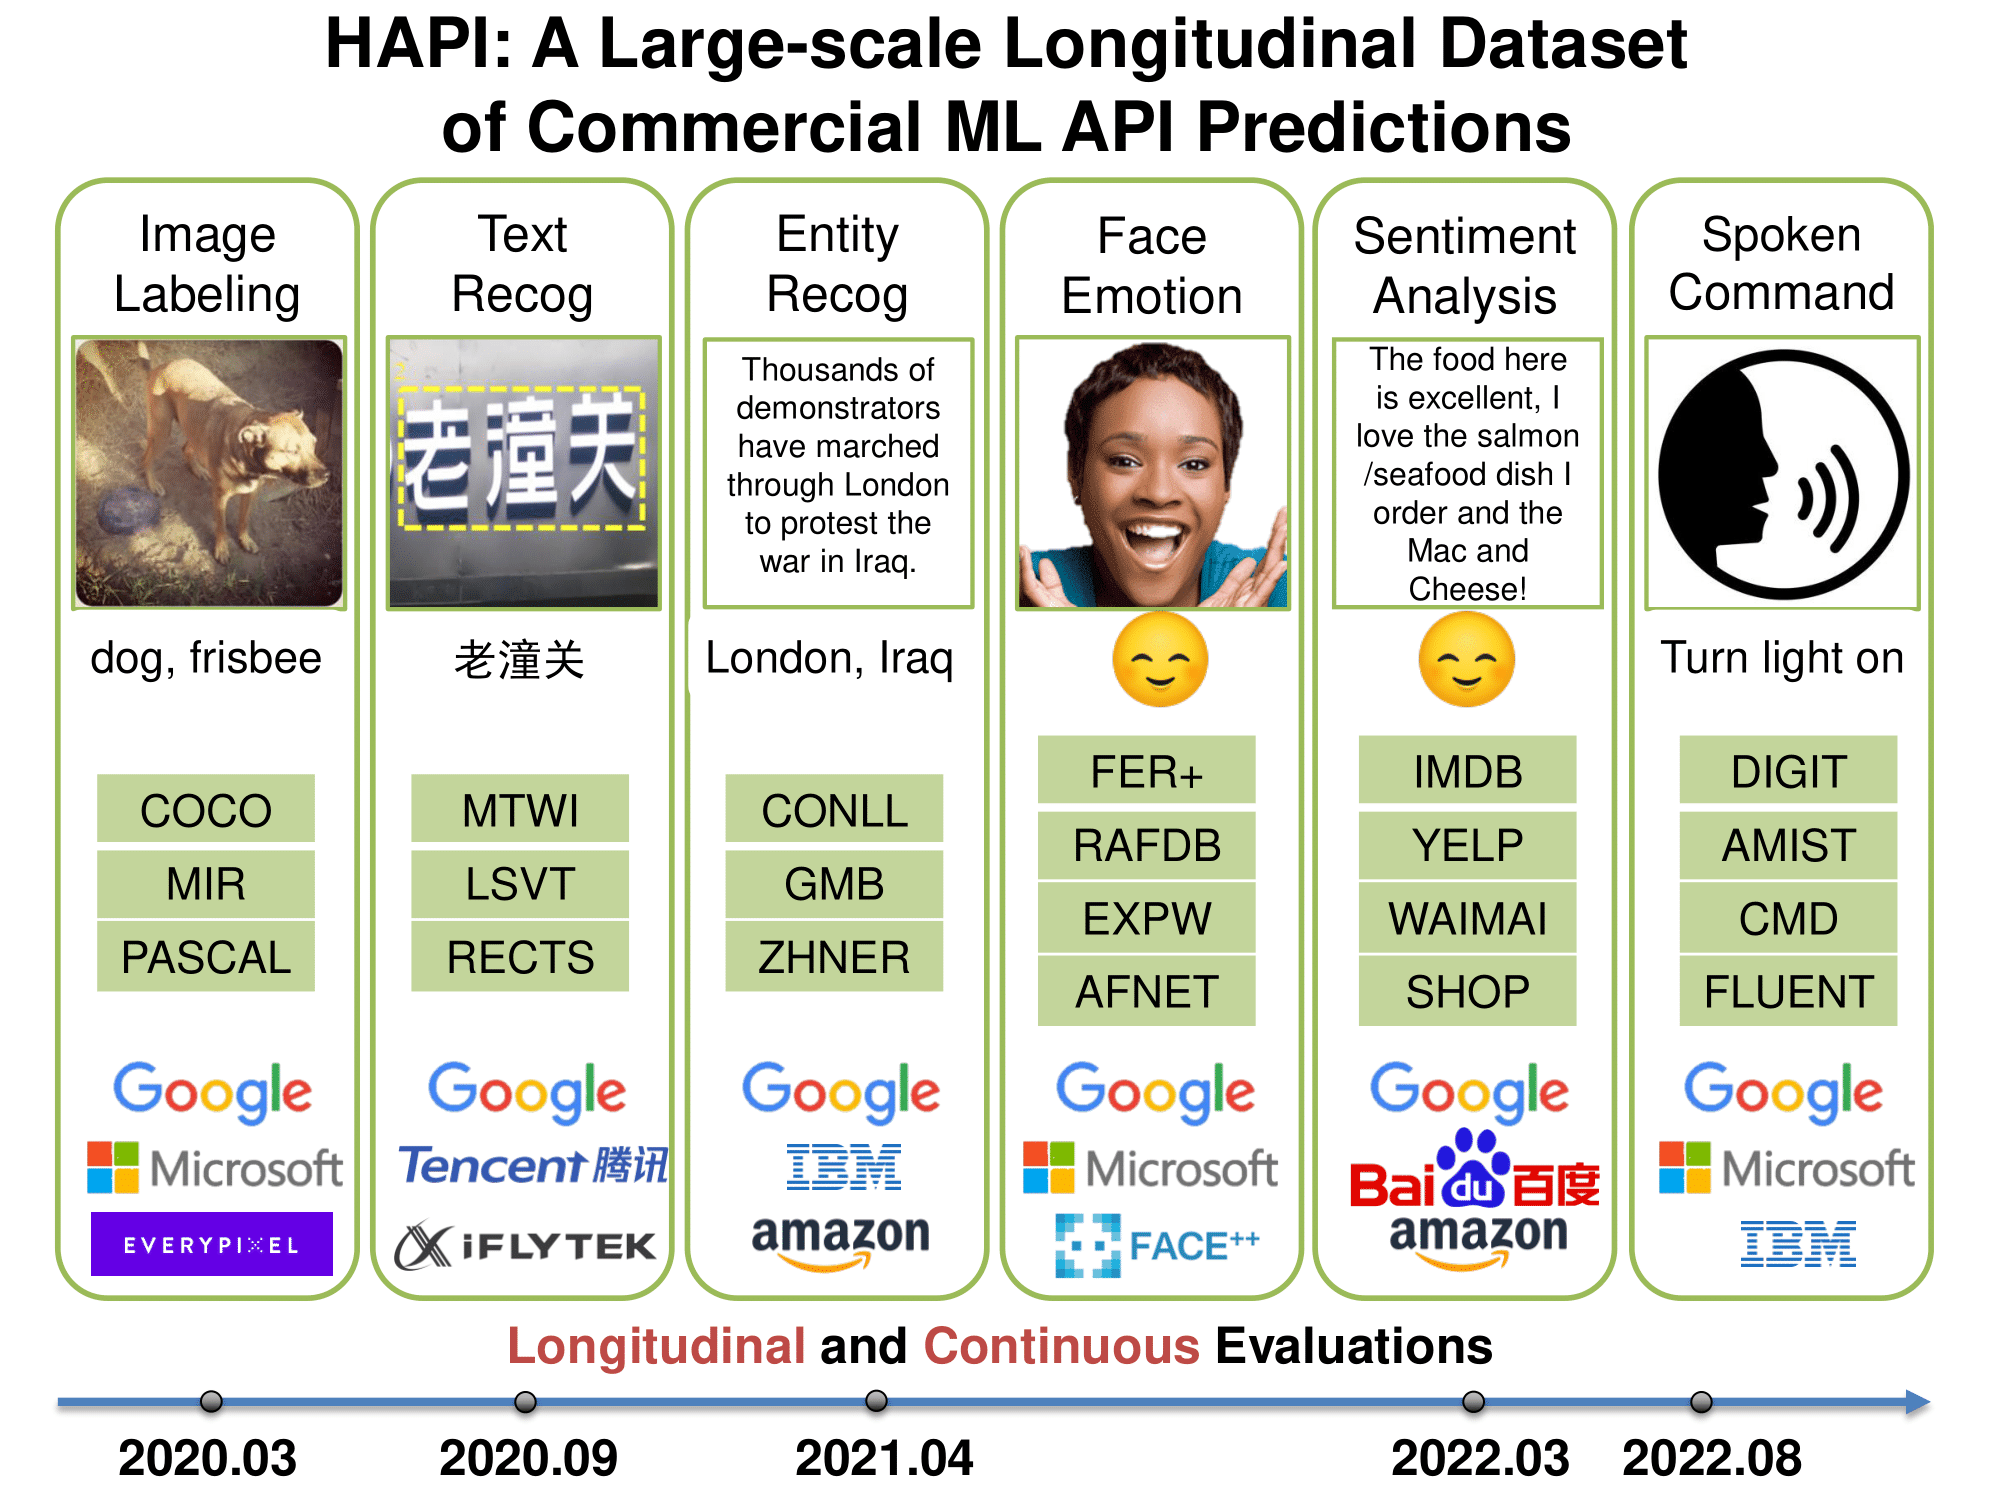 HAPI: A Large-scale Longitudinal Dataset
of Commercial ML API Predictions
Image
Labeling
dog, frisbee
COCO
MIR
PASCAL
Google
Microsoft
EVERYPIXEL
Text
Recog
老潼关
老潼关
MTWI
LSVT
RECTS
Google
Tencent 腾讯
iFLYTEK
Entity
Recog
Thousands of
demonstrators
have marched
through London
to protest the
war in Iraq.
London, Iraq
CONLL
GMB
ZHNER
Google
IBM
amazon
Face
Emotion
FER+
RAFDB
EXPW
AFNET
Google
Microsoft
FACE++
Sentiment
Analysis
The food here
is excellent, I
love the salmon
/seafood dish I
order and the
Mac and
Cheese!
IMDB
YELP
WAIMAI
SHOP
Google
Bai du 百度
amazon
Spoken
Command
Turn light on
DIGIT
AMIST
CMD
FLUENT
Google
Microsoft
IBM
Longitudinal and Continuous Evaluations
2020.03 2020.09 2021.04 2022.03 2022.08